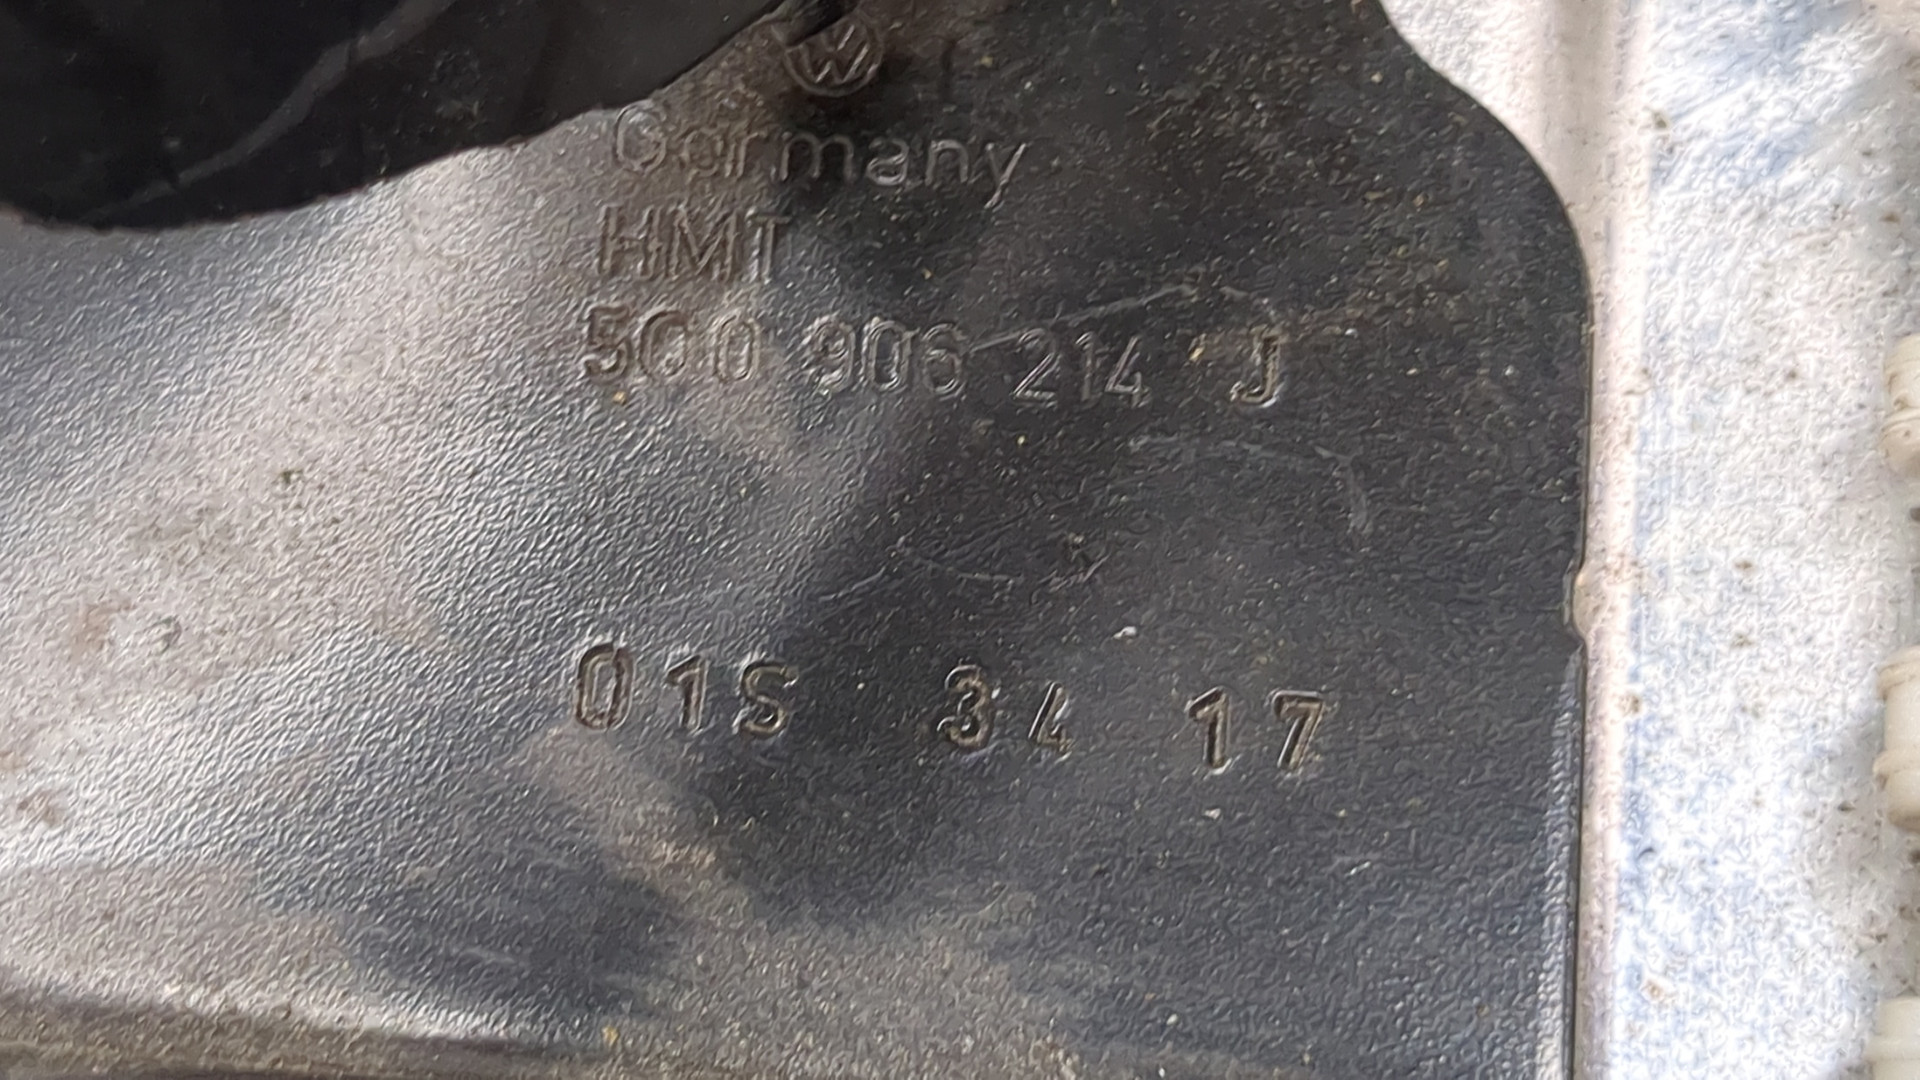 Germany
HMT
5Q0 906 214 J
01S 34 17